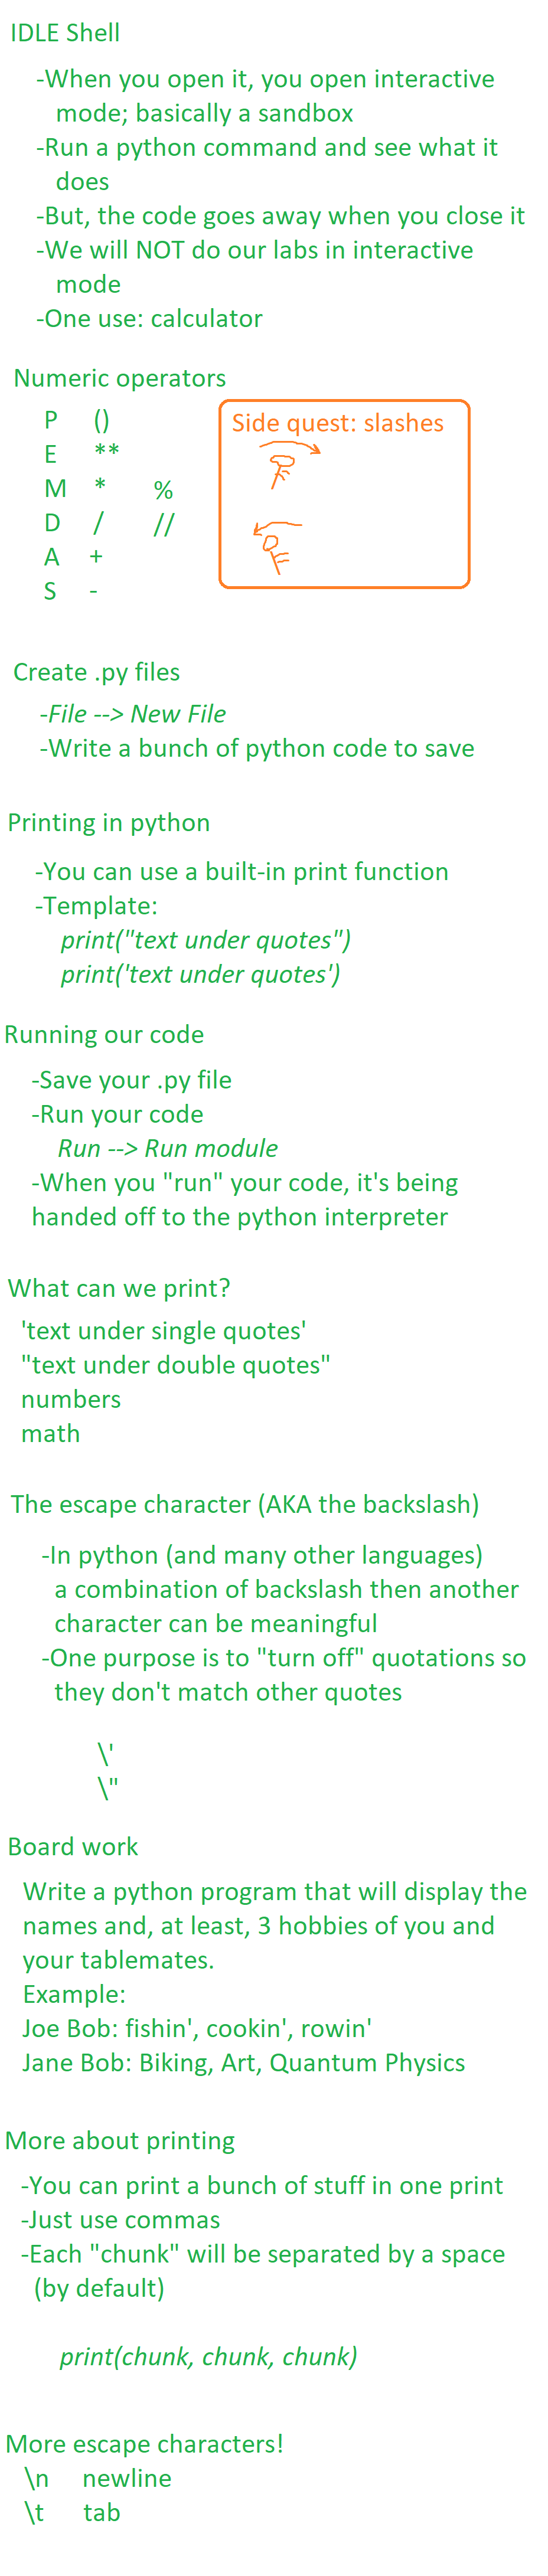 IDLE Shell
-When you open it, you open interactive
mode; basically a sandbox
-Run a python command and see what it
does
-But, the code goes away when you close it
-We will NOT do our labs in interactive
mode
-One use: calculator
Numeric operators
P ()
E **
M * %
D / //
A +
S -
Side quest: slashes
Create .py files
-File --> New File
-Write a bunch of python code to save
Printing in python
-You can use a built-in print function
-Template:
print("text under quotes")
print('text under quotes')
Running our code
-Save your .py file
-Run your code
Run --> Run module
-When you "run" your code, it's being
handed off to the python interpreter
What can we print?
'text under single quotes'
"text under double quotes"
numbers
math
The escape character (AKA the backslash)
-In python (and many other languages)
a combination of backslash then another
character can be meaningful
-One purpose is to "turn off" quotations so
they don't match other quotes
\'
\"
Board work
Write a python program that will display the
names and, at least, 3 hobbies of you and
your tablemates.
Example:
Joe Bob: fishin', cookin', rowin'
Jane Bob: Biking, Art, Quantum Physics
More about printing
-You can print a bunch of stuff in one print
-Just use commas
-Each "chunk" will be separated by a space
(by default)
print(chunk, chunk, chunk)
More escape characters!
\n newline
\t tab